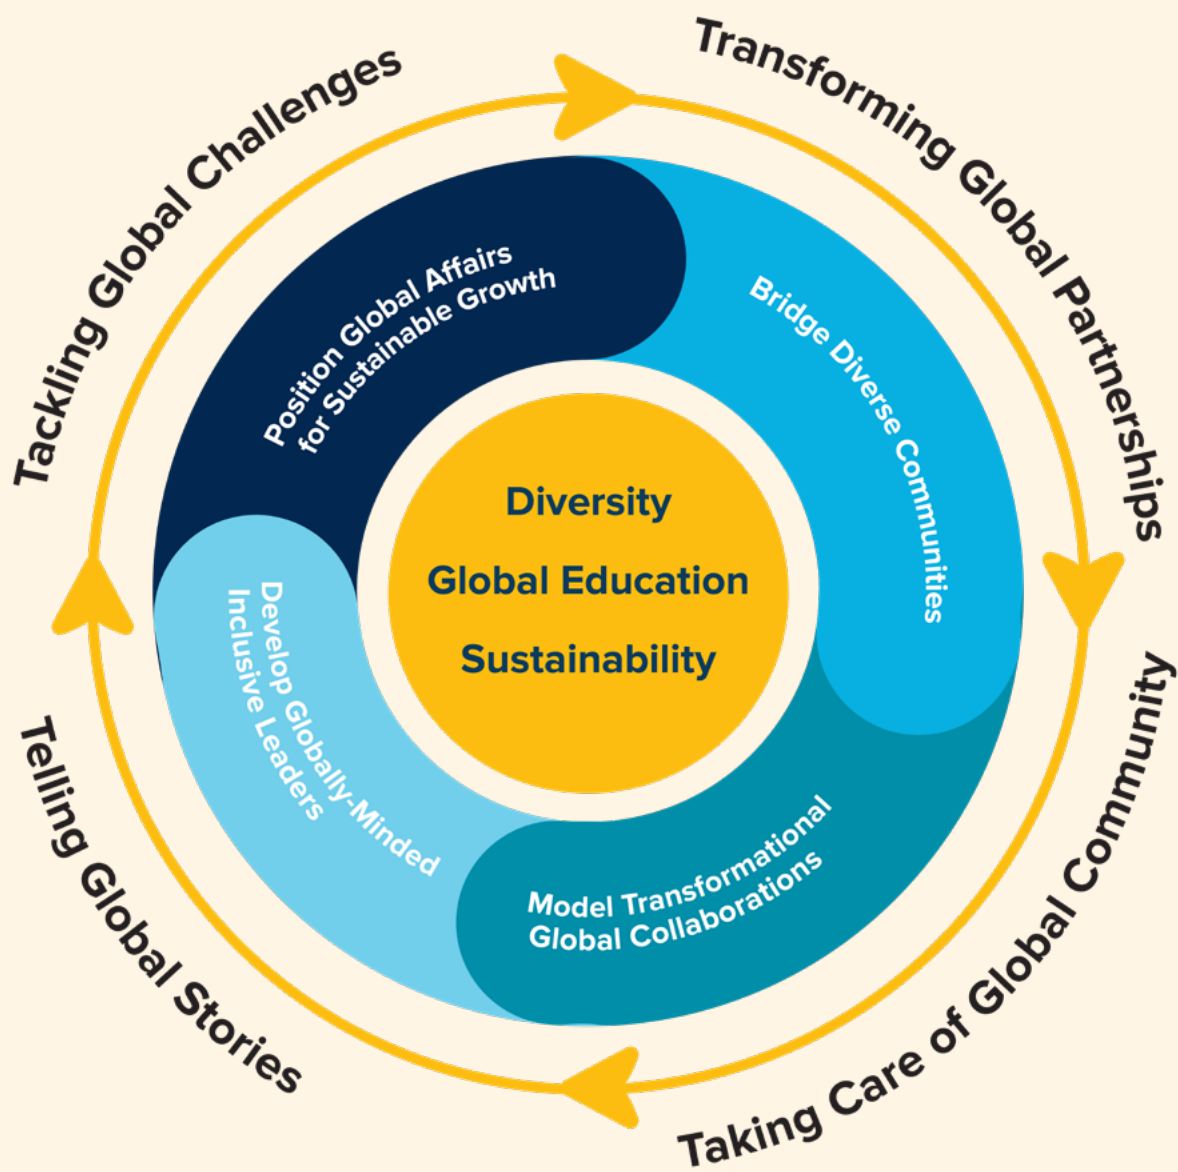 Tackling Global Challenges
Transforming Global Partnerships
Taking Care of Global Community
Telling Global Stories
Position Global Affairs
for Sustainable Growth
Bridge Diverse Communities
Model Transformational
Global Collaborations
Develop Globally-Minded
Inclusive Leaders
Diversity
Global Education
Sustainability